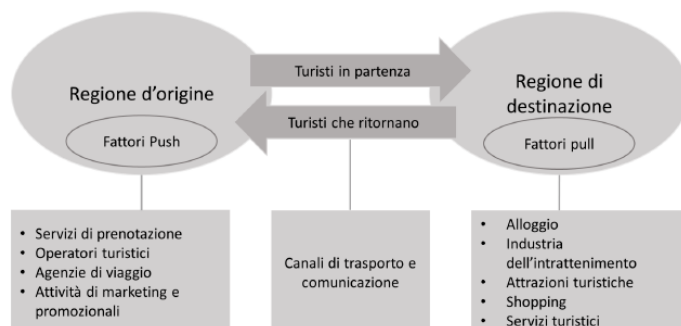 Regione d'origine
Fattori Push
Turisti in partenza
Turisti che ritornano
Regione di
destinazione
Fattori pull
• Servizi di prenotazione
• Operatori turistici
• Agenzie di viaggio
• Attività di marketing e
promozionali
Canali di trasporto e
comunicazione
• Alloggio
• Industria
dell'intrattenimento
• Attrazioni turistiche
• Shopping
• Servizi turistici